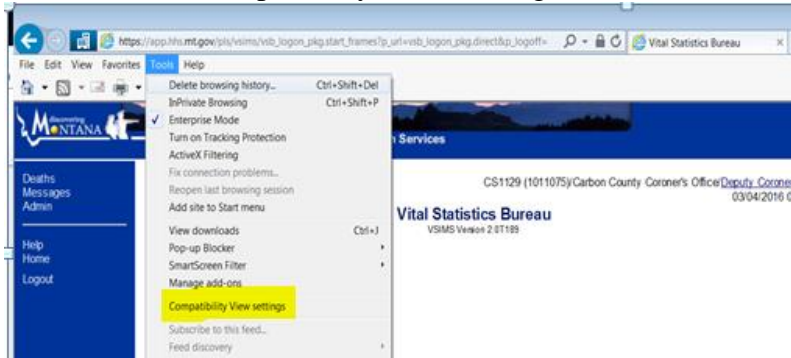 https://app.hhs.mt.gov/pls/vsims/vsb_logon_pkg.start_frames?p_url=vsb_logon_pkg.direct&p_logoff=
Vital Statistics Bureau
File Edit View Favorites Tools Help
Delete browsing history... Ctrl+Shift+Del
InPrivate Browsing Ctrl+Shift+P
Enterprise Mode
Turn on Tracking Protection
ActiveX Filtering
Fix connection problems...
Reopen last browsing session
Add site to Start menu
View downloads Ctrl+J
Pop-up Blocker
SmartScreen Filter
Manage add-ons
Compatibility View settings
Subscribe to this feed...
Feed discovery
discovering
MONTANA
Services
Deaths
Messages
Admin
Help
Home
Logout
CS1129 (1011075)/Carbon County Coroner's Office/Deputy Corone
03/04/2016
Vital Statistics Bureau
VSIMS Version 2.0T189